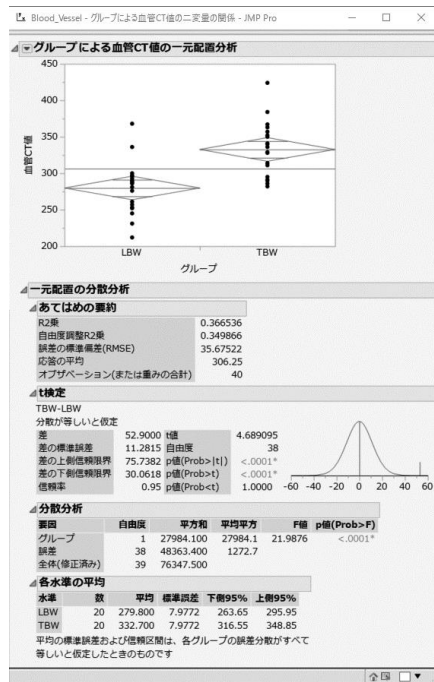 Blood_Vessel - グループによる血管CT値の二変量の関係 - JMP Pro
グループによる血管CT値の一元配置分析
450
400
350
300
250
200
血管CT値
LBW TBW
グループ
一元配置の分散分析
あてはめの要約
R2乗 0.366536
自由度調整R2乗 0.349866
誤差の標準偏差(RMSE) 35.67522
応答の平均 306.25
オブザベーション(または重みの合計) 40
t検定
TBW-LBW
分散が等しいと仮定
差 52.9000 t値 4.689095
差の標準誤差 11.2815 自由度 38
差の上側信頼限界 75.7382 p値(Prob>|t|) <.0001*
差の下側信頼限界 30.0618 p値(Prob>t) <.0001*
信頼率 0.95 p値(Prob<t) 1.0000
-60 -40 -20 0 20 40 60
分散分析
要因 自由度 平方和 平均平方 F値 p値(Prob>F)
グループ 1 27984.100 27984.1 21.9876 <.0001*
誤差 38 48363.400 1272.7
全体(修正済み) 39 76347.500
各水準の平均
水準 数 平均 標準誤差 下側95% 上側95%
LBW 20 279.800 7.9772 263.65 295.95
TBW 20 332.700 7.9772 316.55 348.85
平均の標準誤差および信頼区間は、各グループの誤差分散がすべて
等しいと仮定したときのものです